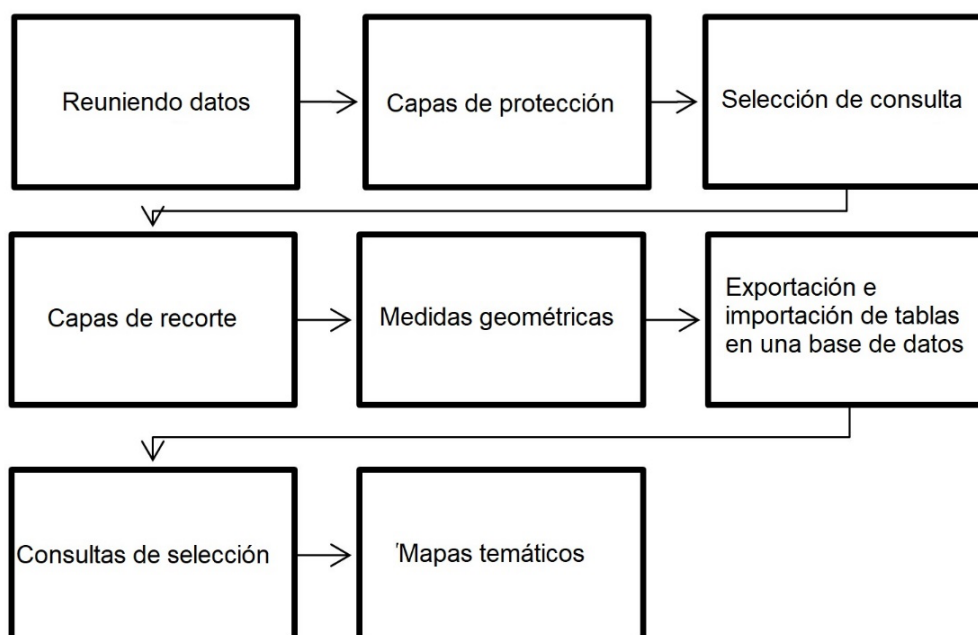 Reuniendo datos
Capas de protección
Selección de consulta
Capas de recorte
Medidas geométricas
Exportación e
importación de tablas
en una base de datos
Consultas de selección
'Mapas temáticos